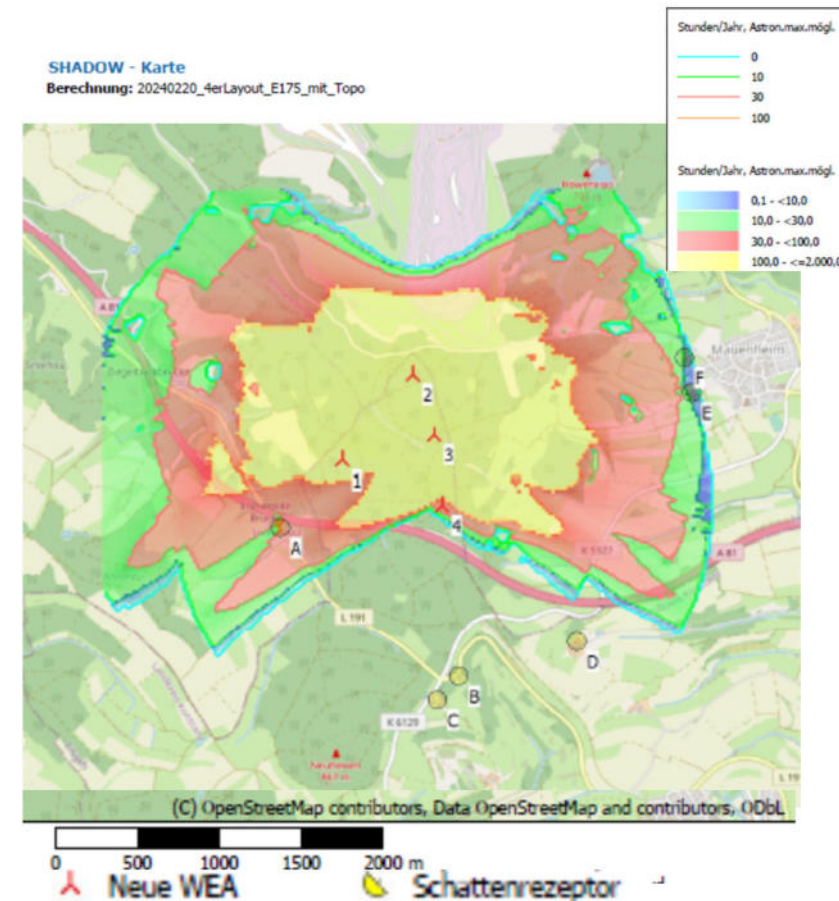 Stunden/Jahr, Astron.max.mögl.
0
10
30
100
SHADOW - Karte
Berechnung: 20240220_4erLayout_E175_mit_Topo
Stunden/Jahr, Astron.max.mögl.
0,1 - <10,0
10,0 - <30,0
30,0 - <100,0
100,0 - <=2.000,0
A 81
Mauenheim
F
E
2
3
1
4
A
K 5922
A 81
L 191
D
B
C
K 6129
L 191
(C) OpenStreetMap contributors, Data OpenStreetMap and contributors, ODbL
0 500 1000 1500 2000 m
Neue WEA
Schattenrezeptor